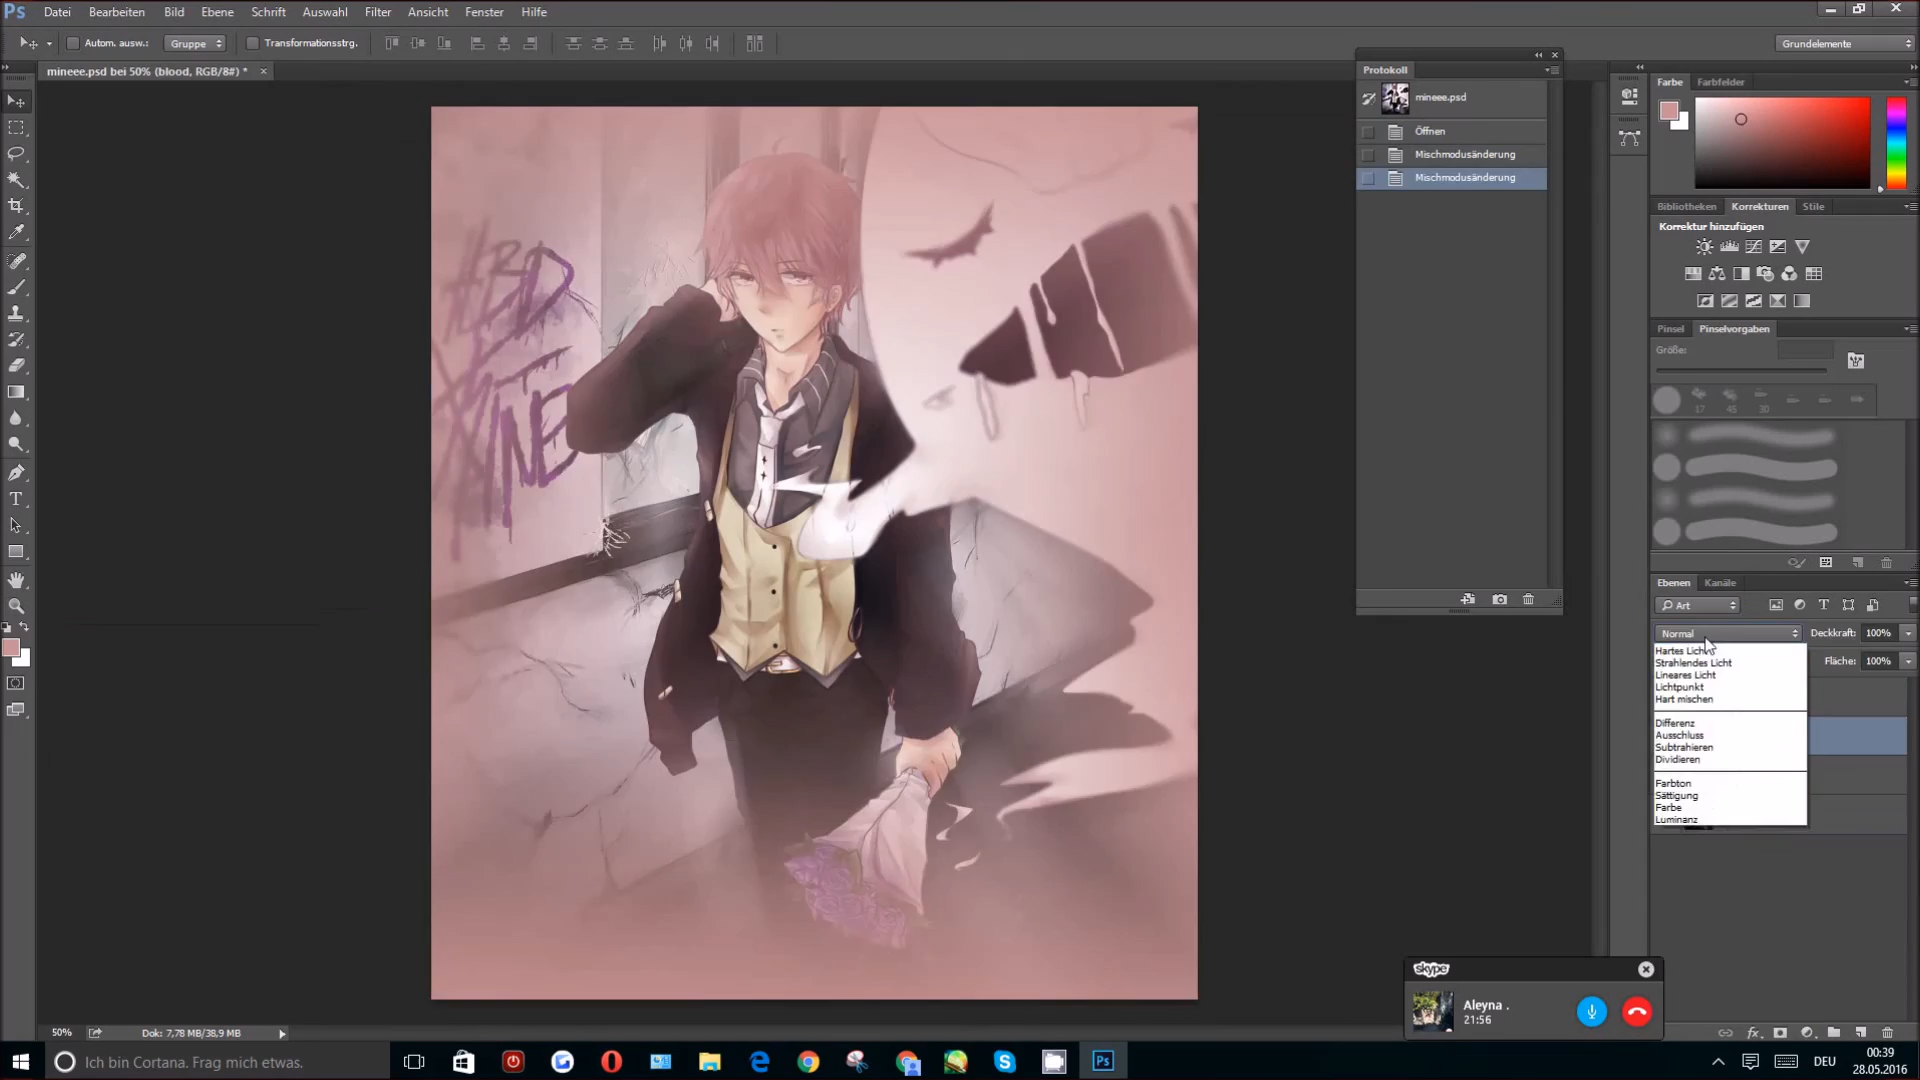 Ps Datei Bearbeiten Bild Ebene Schrift Auswahl Filter Ansicht Fenster Hilfe
Autom. ausw.: Gruppe Transformationsstrg. Grundelemente
mineee.psd bei 50% (blood, RGB/8#) *
Protokoll
mineee.psd
Öffnen
Mischmodusänderung
Mischmodusänderung
Farbe Farbfelder
Bibliotheken Korrekturen Stile
Korrektur hinzufügen
Pinsel Pinselvorgaben
Größe:
17 45 30
Ebenen Kanäle
Art
Normal Deckkraft: 100%
Fläche: 100%
Hartes Licht
Strahlendes Licht
Lineares Licht
Lichtpunkt
Hart mischen
Differenz
Ausschluss
Subtrahieren
Dividieren
Farbton
Sättigung
Farbe
Luminanz
skype
Aleyna .
21:56
50% Dok: 7,78 MB/38,9 MB
Ich bin Cortana. Frag mich etwas.
DEU
00:39
28.05.2016